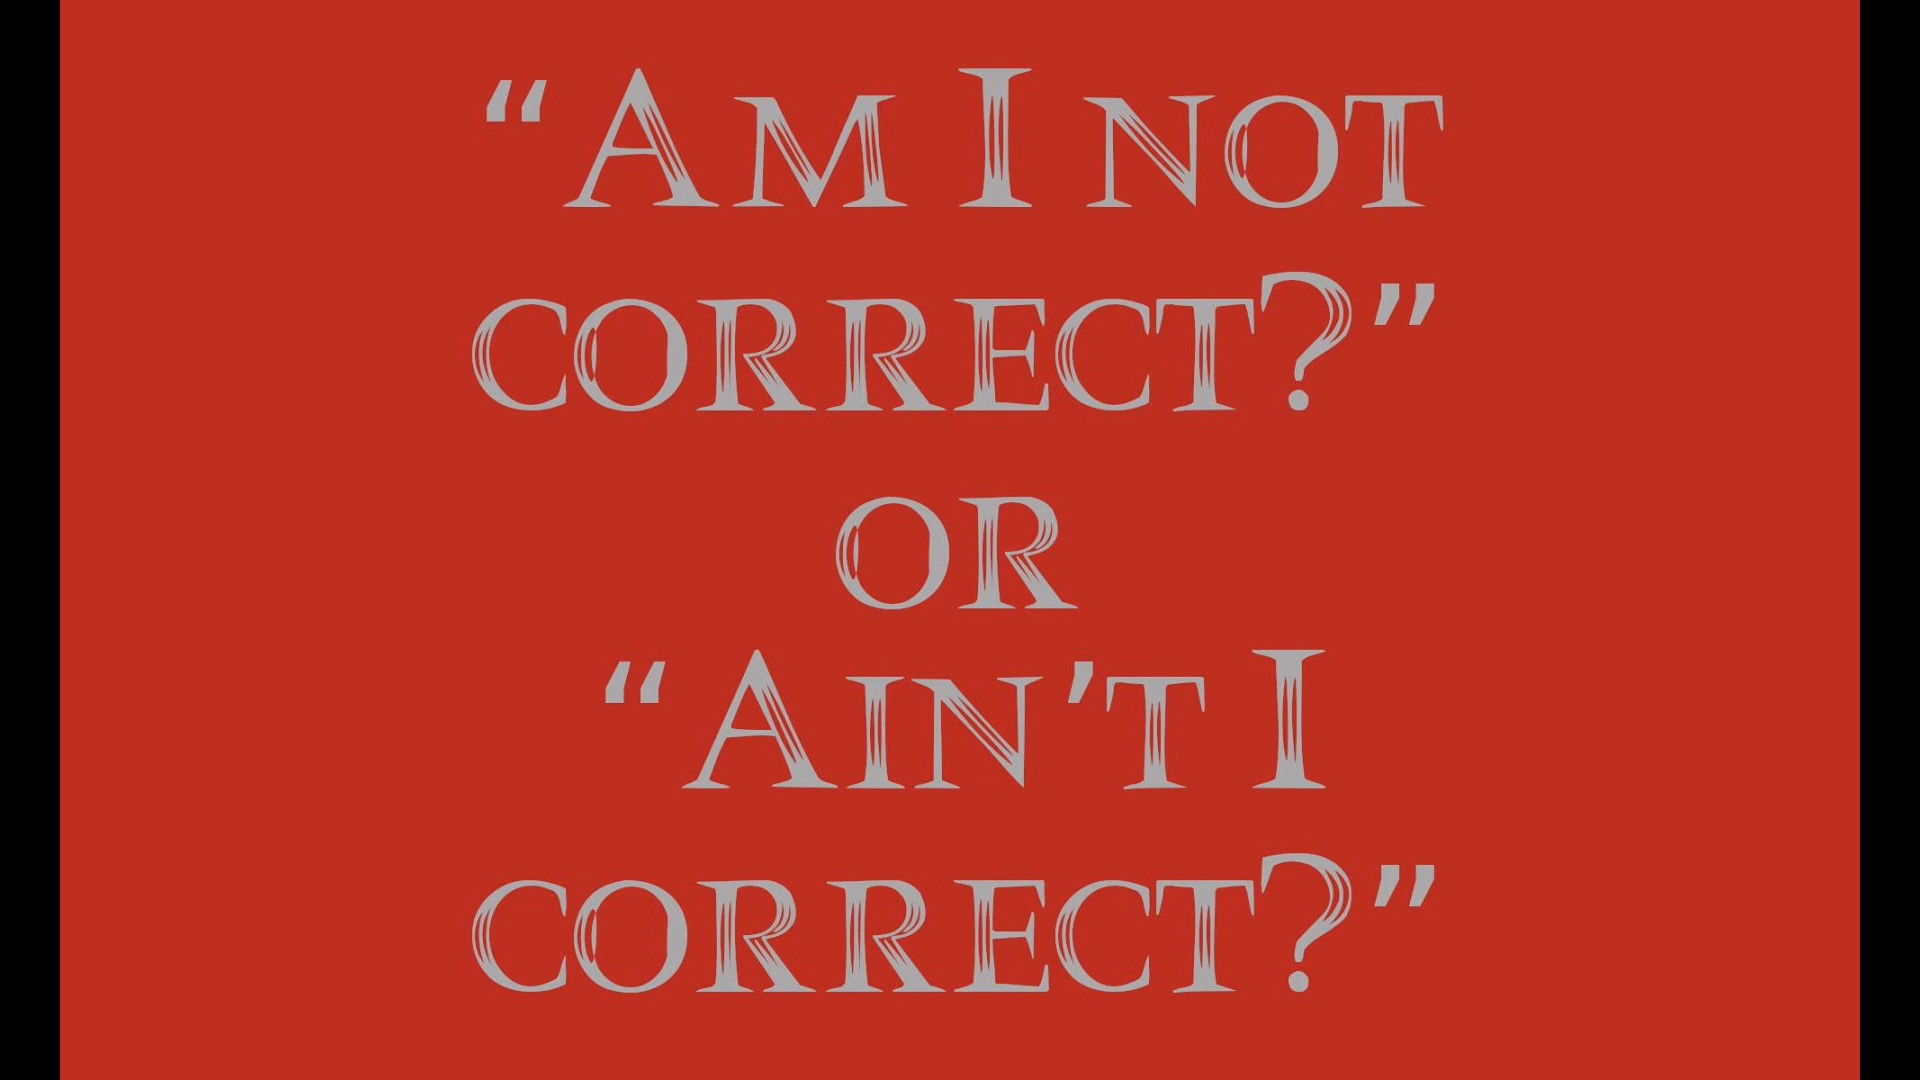 “Am I not
correct?”
or
“Ain’t I
correct?”